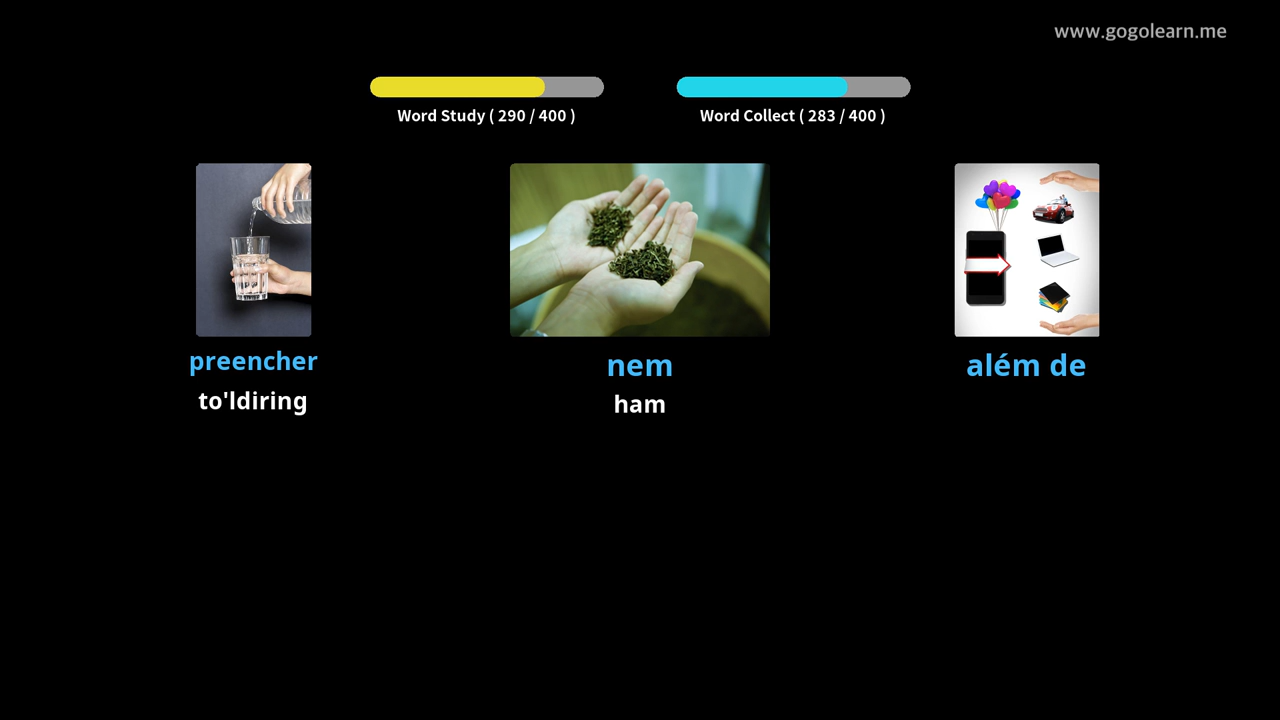 www.gogolearn.me
Word Study ( 290 / 400 )
Word Collect ( 283 / 400 )
preencher
to'ldiring
nem
ham
além de